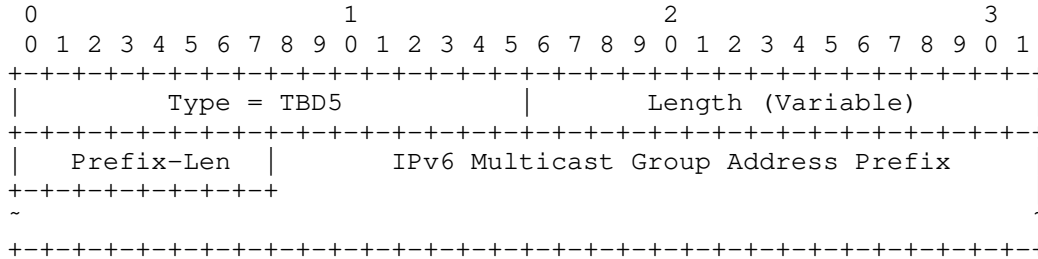 0                   1                   2                   3
 0 1 2 3 4 5 6 7 8 9 0 1 2 3 4 5 6 7 8 9 0 1 2 3 4 5 6 7 8 9 0 1
+-+-+-+-+-+-+-+-+-+-+-+-+-+-+-+-+-+-+-+-+-+-+-+-+-+-+-+-+-+-+-+-
|         Type = TBD5           |       Length (Variable)
+-+-+-+-+-+-+-+-+-+-+-+-+-+-+-+-+-+-+-+-+-+-+-+-+-+-+-+-+-+-+-+-
|   Prefix-Len  |       IPv6 Multicast Group Address Prefix
+-+-+-+-+-+-+-+-+
~                                                               ~
+-+-+-+-+-+-+-+-+-+-+-+-+-+-+-+-+-+-+-+-+-+-+-+-+-+-+-+-+-+-+-+-